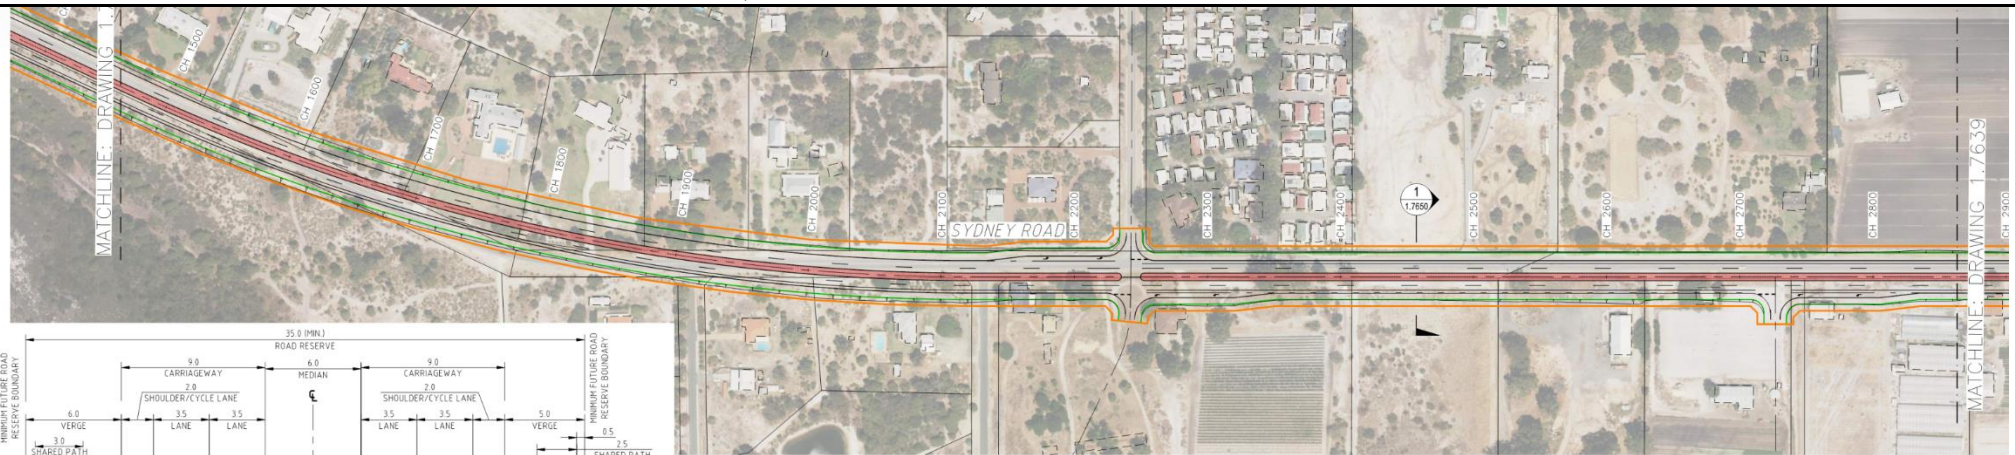 MATCHLINE: DRAWING 1.7
CH 1500
CH 1600
CH 1700
CH 1800
CH 1900
CH 2000
CH 2100
SYDNEY ROAD
CH 2200
CH 2300
CH 2400
1
1.7650
CH 2500
CH 2600
CH 2700
CH 2800
MATCHLINE: DRAWING 1.7639
CH 2900
35.0 (MIN.)
ROAD RESERVE
MINIMUM FUTURE ROAD
RESERVE BOUNDARY
9.0
CARRIAGEWAY
6.0
MEDIAN
9.0
CARRIAGEWAY
MINIMUM FUTURE ROAD
RESERVE BOUNDARY
2.0
SHOULDER/CYCLE LANE
2.0
SHOULDER/CYCLE LANE
6.0
VERGE
3.5
LANE
3.5
LANE
3.5
LANE
3.5
LANE
5.0
VERGE
3.0
SHARED PATH
0.5
2.5
SHARED PATH